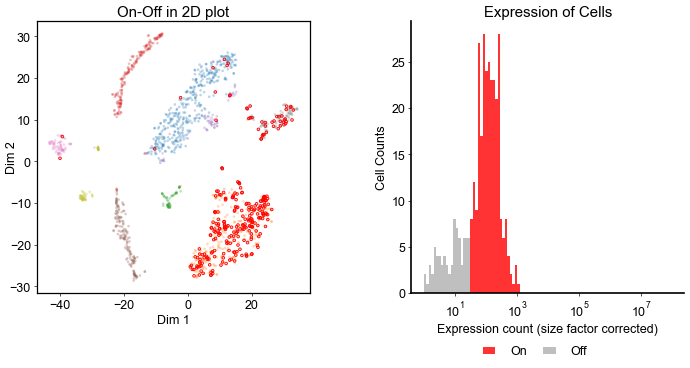 On-Off in 2D plot
30
20
10
0
−10
−20
−30
Dim 2
−40
−20
0
20
Dim 1
Expression of Cells
25
20
15
10
5
0
Cell Counts
10^1
10^3
10^5
10^7
Expression count (size factor corrected)
On
Off